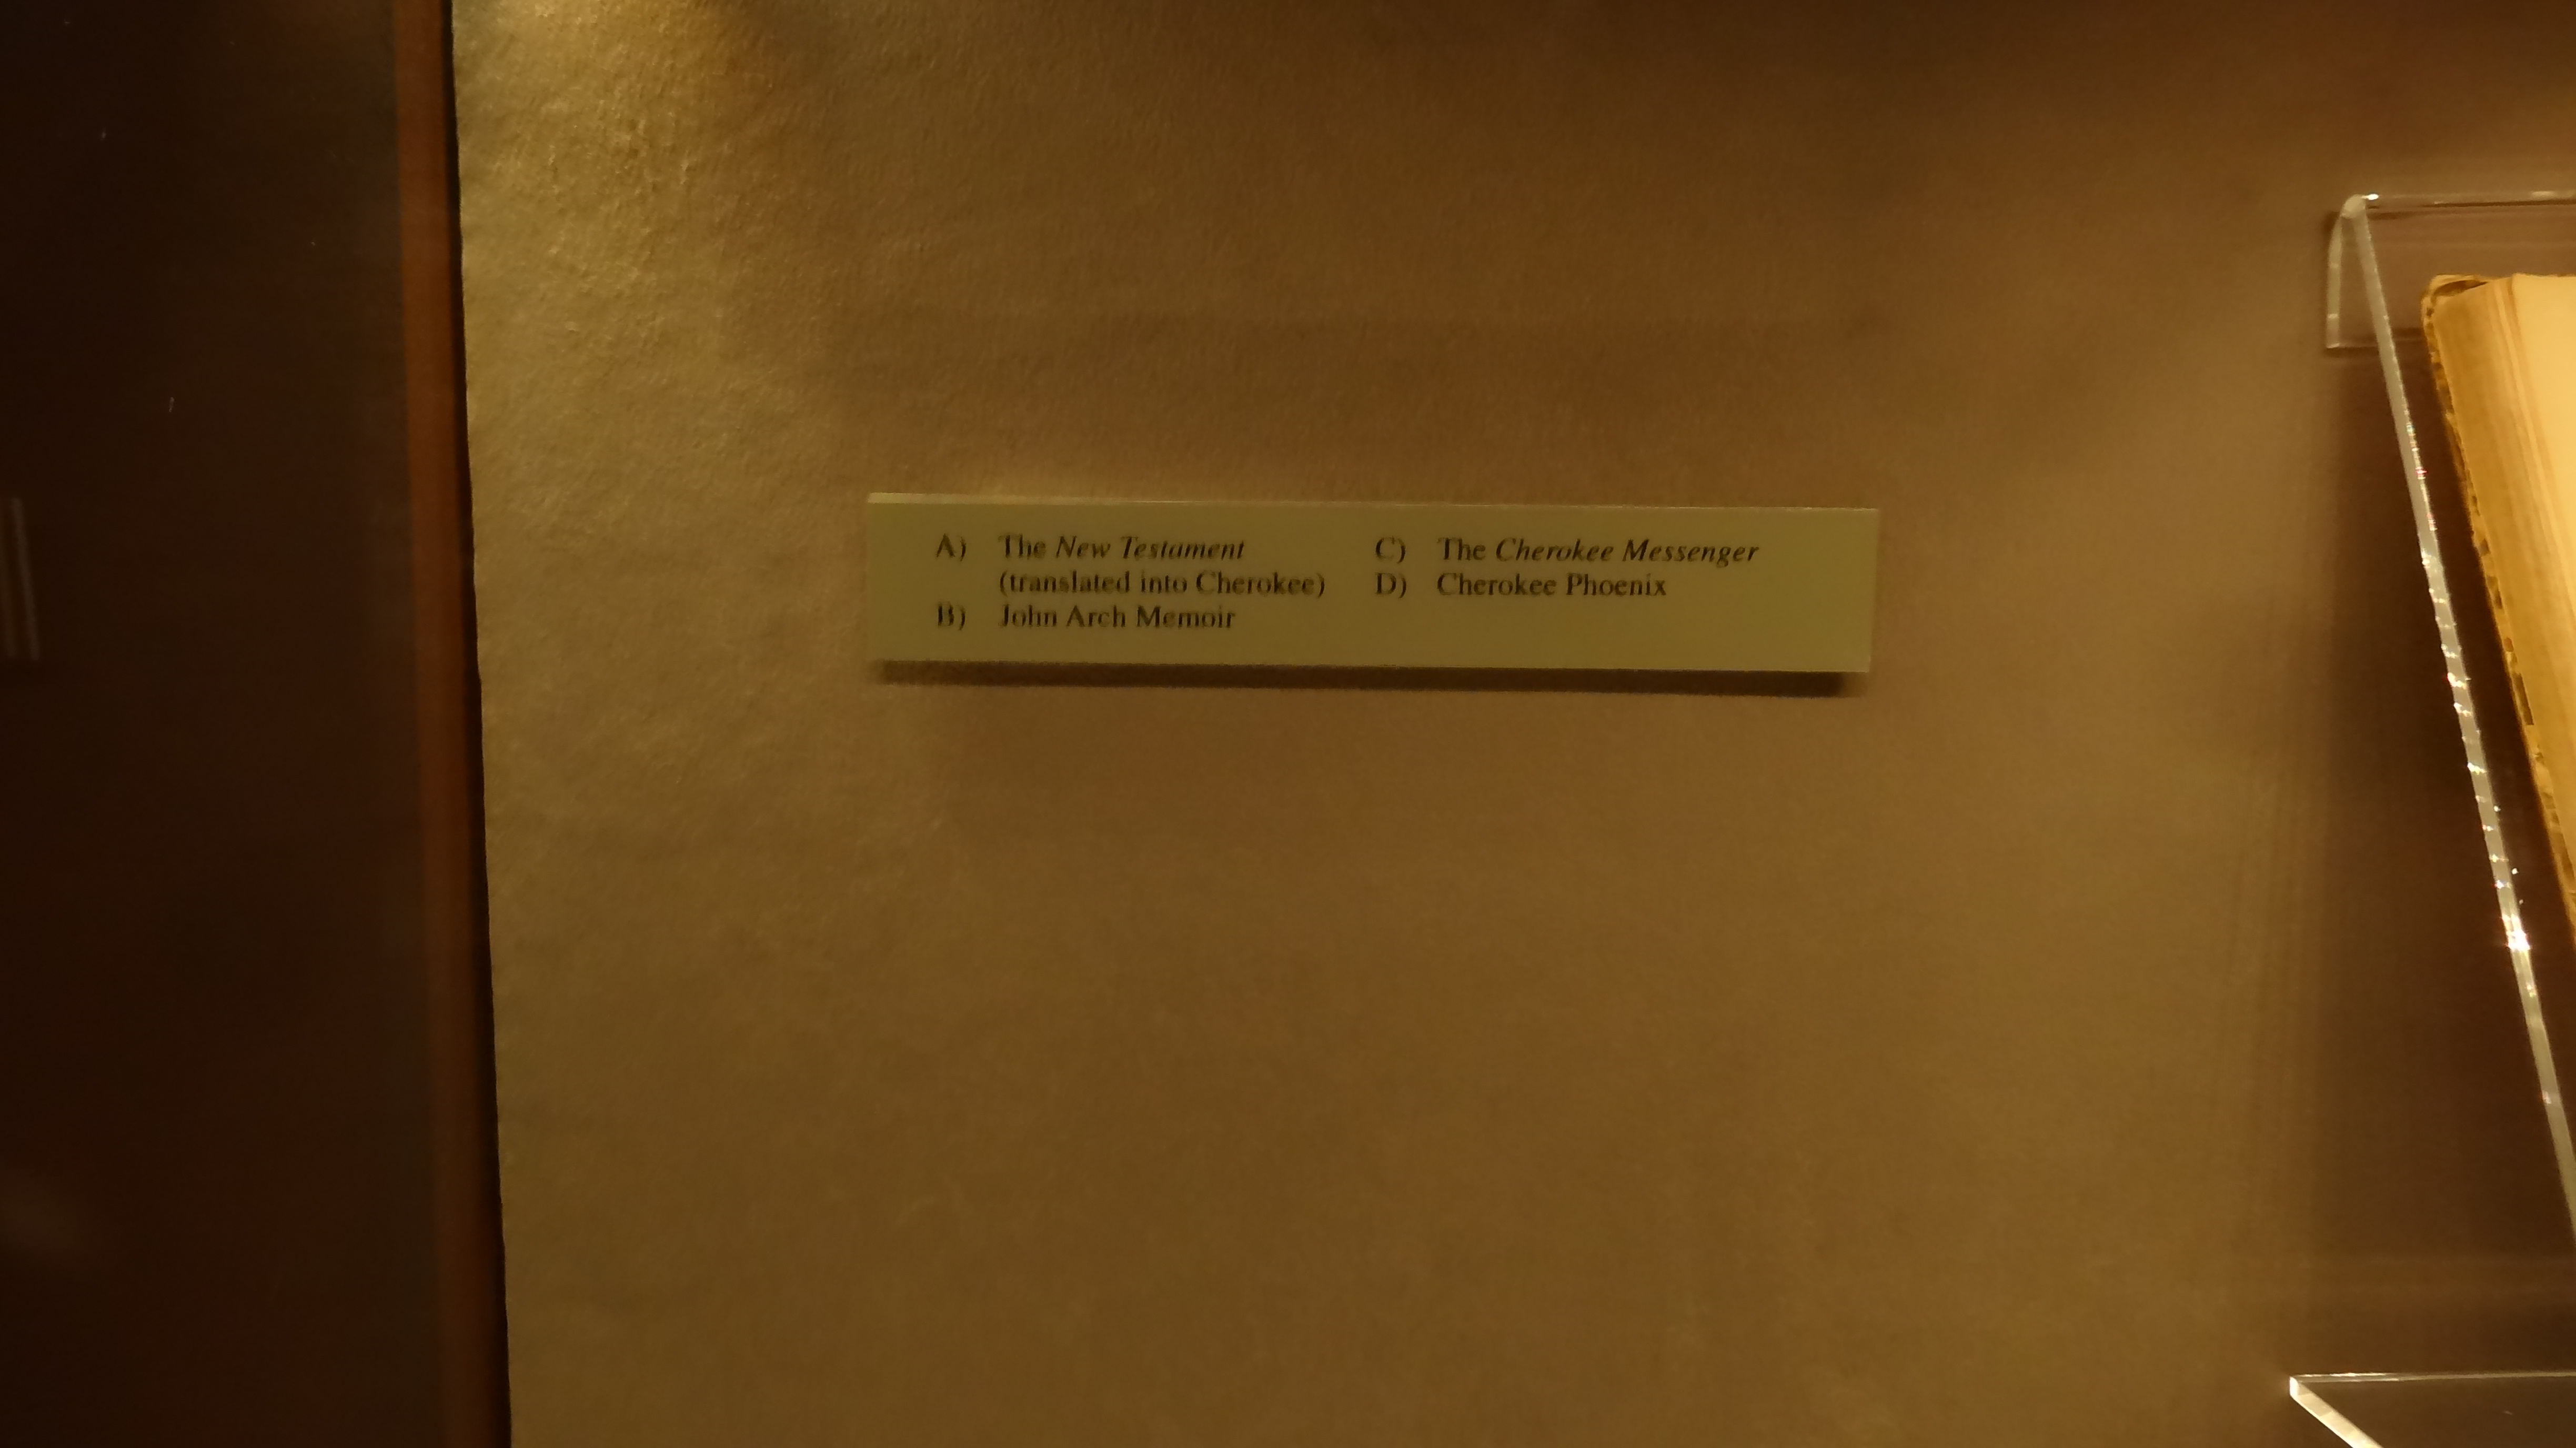 A) The New Testament
(translated into Cherokee)
B) John Arch Memoir
C) The Cherokee Messenger
D) Cherokee Phoenix